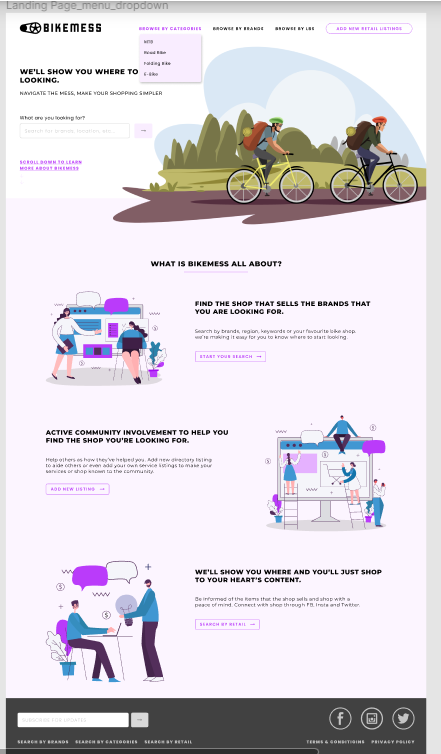 Landing Page_menu_dropdown
BIKEMESS
BROWSE BY CATEGORIES BROWSE BY BRANDS BROWSE BY LBS ADD NEW RETAIL LISTINGS
MTB
Road Bike
Folding Bike
E-Bike
WE'LL SHOW YOU WHERE TO
LOOKING.
NAVIGATE THE MESS, MAKE YOUR SHOPPING SIMPLER
What are you looking for?
Search for brands, retailers, etc...
SCROLL DOWN TO LEARN
MORE ABOUT BIKEMESS
WHAT IS BIKEMESS ALL ABOUT?
FIND THE SHOP THAT SELLS THE BRANDS THAT
YOU ARE LOOKING FOR.
Search by brands, region, keywords or your favourite bike shop,
we're making it easy for you to know where to start looking.
START YOUR SEARCH →
ACTIVE COMMUNITY INVOLVEMENT TO HELP YOU
FIND THE SHOP YOU'RE LOOKING FOR.
Help others as how they've helped you. Add new directory listing
to aide others or even add your own service listings to make your
services or shop known to the community.
ADD NEW LISTING →
WE'LL SHOW YOU WHERE AND YOU'LL JUST SHOP
TO YOUR HEART'S CONTENT.
Be informed of the items that the shop sells and shop with a
peace of mind. Connect with shop through FB, Insta and Twitter.
SEARCH BY RETAIL →
SUBSCRIBE FOR UPDATES
SEARCH BY BRANDS SEARCH BY CATEGORIES SEARCH BY RETAIL TERMS & CONDITIONS PRIVACY POLICY